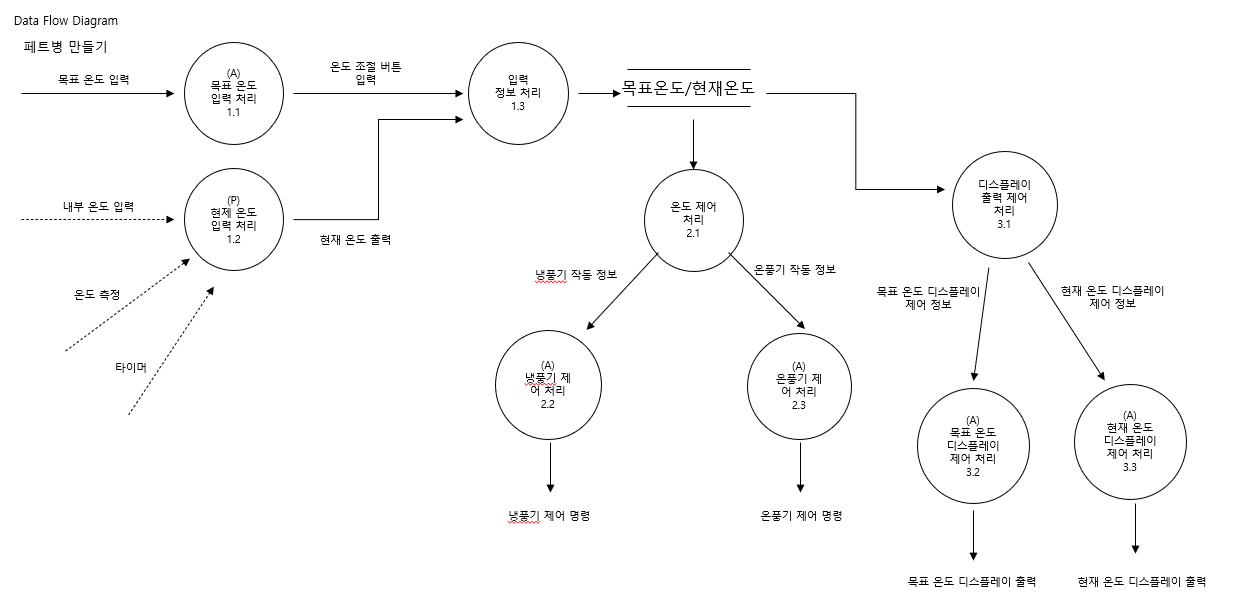 Data Flow Diagram
페트병 만들기
목표 온도 입력
(A)
목표 온도
입력 처리
1.1
온도 조절 버튼
입력
입력
정보 처리
1.3
목표온도/현재온도
내부 온도 입력
(P)
현제 온도
입력 처리
1.2
현재 온도 출력
온도 측정
타이머
온도 제어
처리
2.1
디스플레이
출력 제어
처리
3.1
냉풍기 작동 정보
온풍기 작동 정보
목표 온도 디스플레이
제어 정보
현재 온도 디스플레이
제어 정보
(A)
냉풍기 제
어 처리
2.2
(A)
온풍기 제
어 처리
2.3
(A)
목표 온도
디스플레이
제어 처리
3.2
(A)
현재 온도
디스플레이
제어 처리
3.3
냉풍기 제어 명령
온풍기 제어 명령
목표 온도 디스플레이 출력
현재 온도 디스플레이 출력